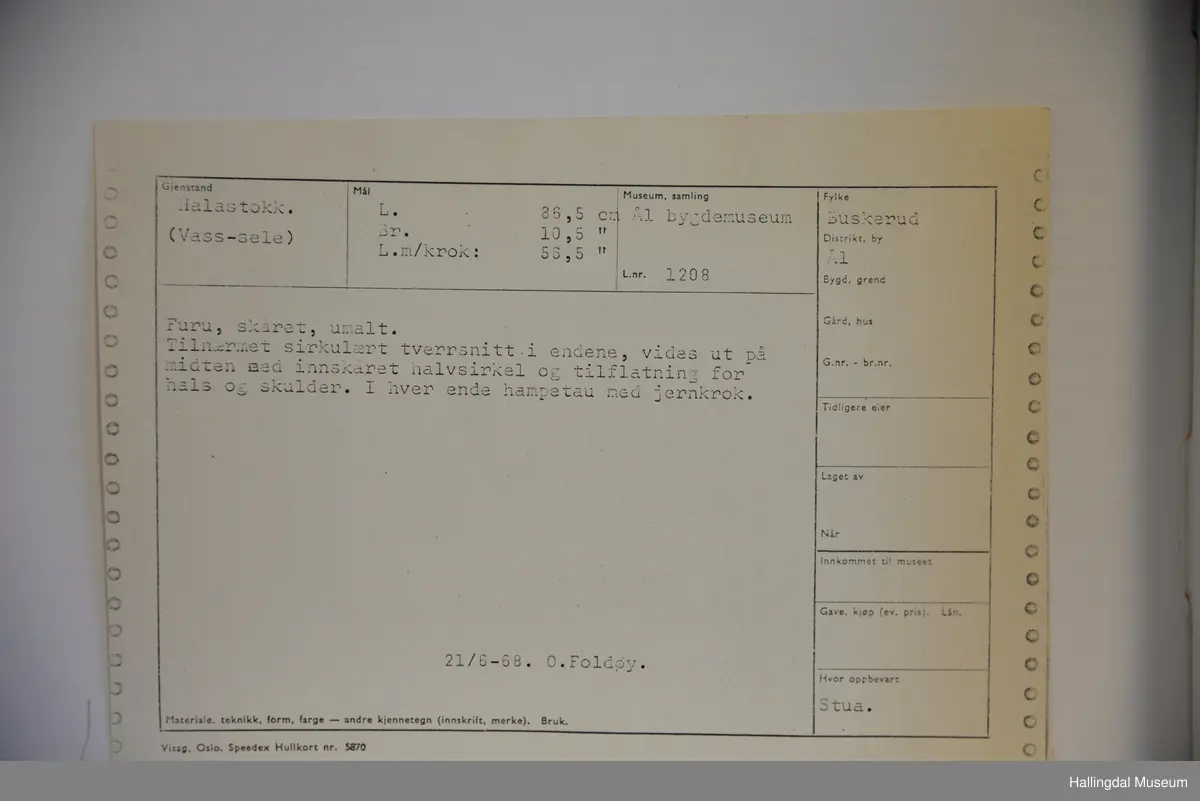 Gjenstand
Halastokk.
(Vass-sele)
Mål
L. 86,5 cm
Br. 10,5 "
L.m/krok: 56,5 "
Museum, samling
Ål bygdemuseum
L.nr. 1208
Fylke
Buskerud
Distrikt, by
Ål
Bygd, grend
Gård, hus
G.nr. - br.nr.
Tidligere eier
Laget av
Når
Innkommet til museet
Gave, kjøp (ev. pris). Lån.
Hvor oppbevart
Stua.
Furu, skåret, umalt.
Tilnærmet sirkulært tverrsnitt i endene, vides ut på
midten med innskåret halvsirkel og tilflatning for
hals og skulder. I hver ende hampetau med jernkrok.
21/6-68. O.Foldøy.
Materiale, teknikk, form, farge — andre kjennetegn (innskrift, merke). Bruk.
Visag, Oslo. Speedex Hullkort nr. 5870
Hallingdal Museum